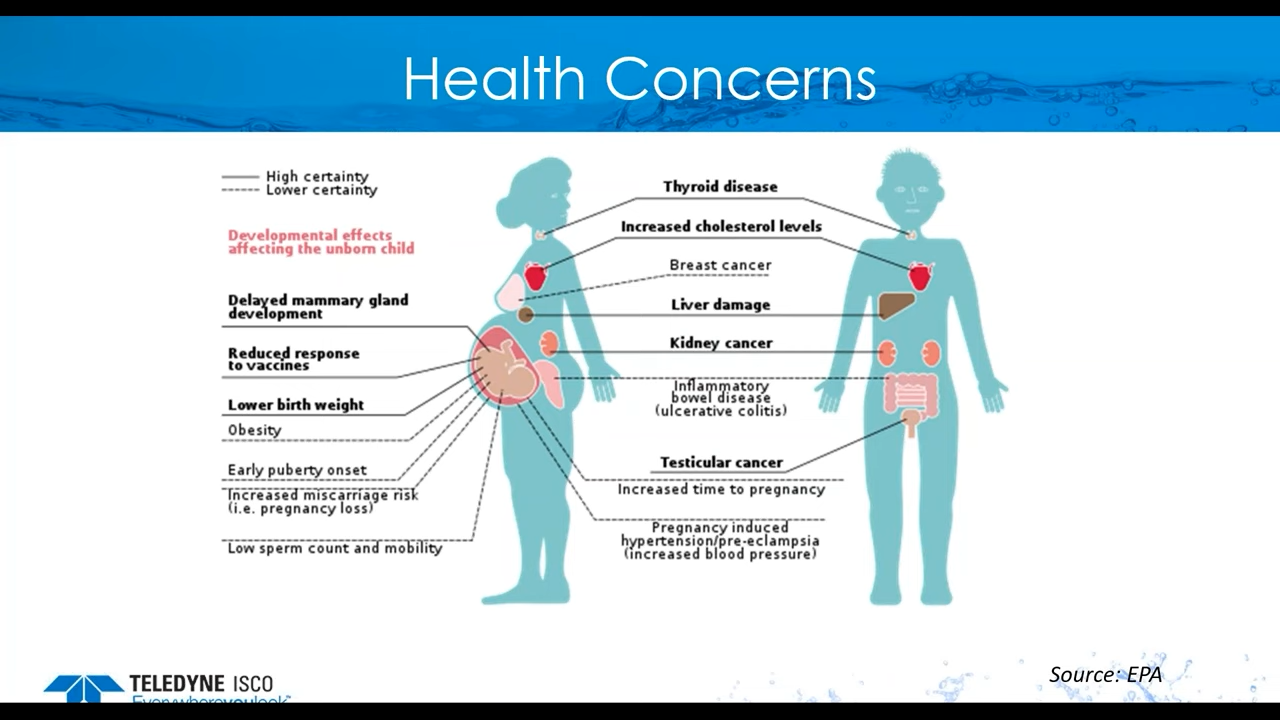 Health Concerns
High certainty
Lower certainty
Developmental effects
affecting the unborn child
Delayed mammary gland
development
Reduced response
to vaccines
Lower birth weight
Obesity
Early puberty onset
Increased miscarriage risk
(i.e. pregnancy loss)
Low sperm count and mobility
Thyroid disease
Increased cholesterol levels
Breast cancer
Liver damage
Kidney cancer
Inflammatory
bowel disease
(ulcerative colitis)
Testicular cancer
Increased time to pregnancy
Pregnancy induced
hypertension/pre-eclampsia
(increased blood pressure)
Source: EPA
TELEDYNE ISCO
Everywhereyoulook™